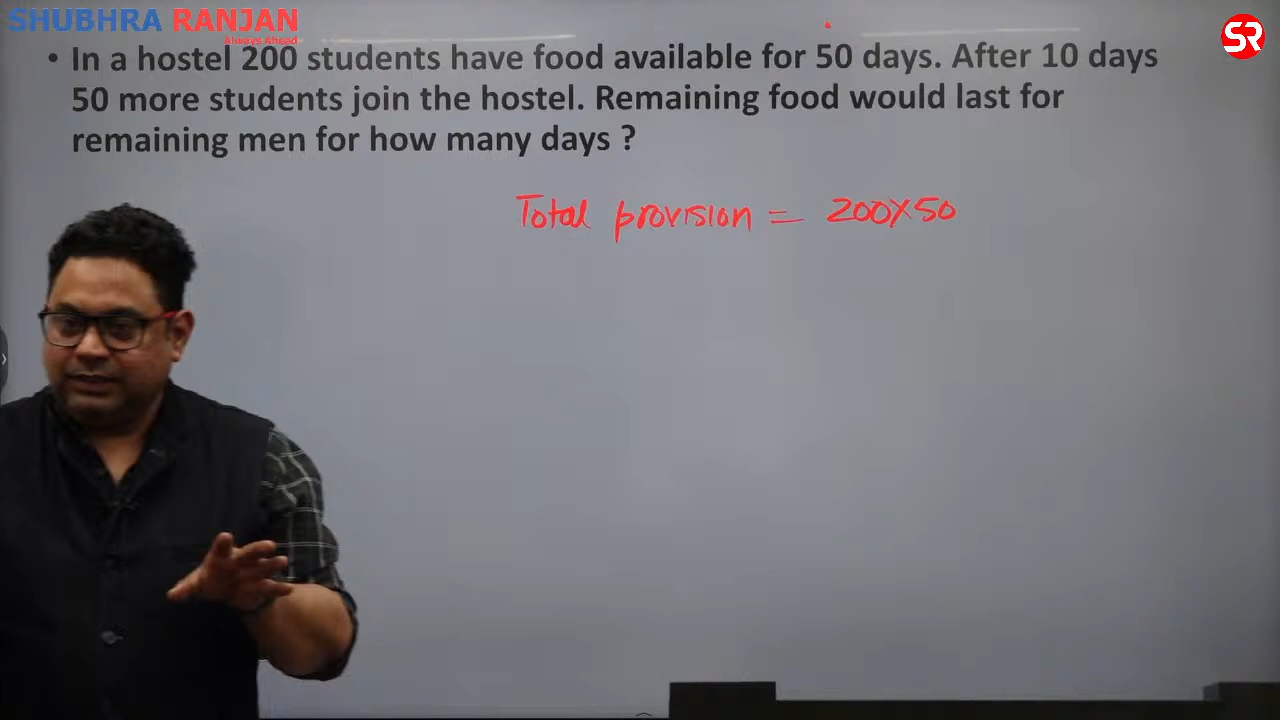 SHUBHRA RANJAN
Always Ahead
SR
• In a hostel 200 students have food available for 50 days. After 10 days
50 more students join the hostel. Remaining food would last for
remaining men for how many days ?
Total provision = 200x50